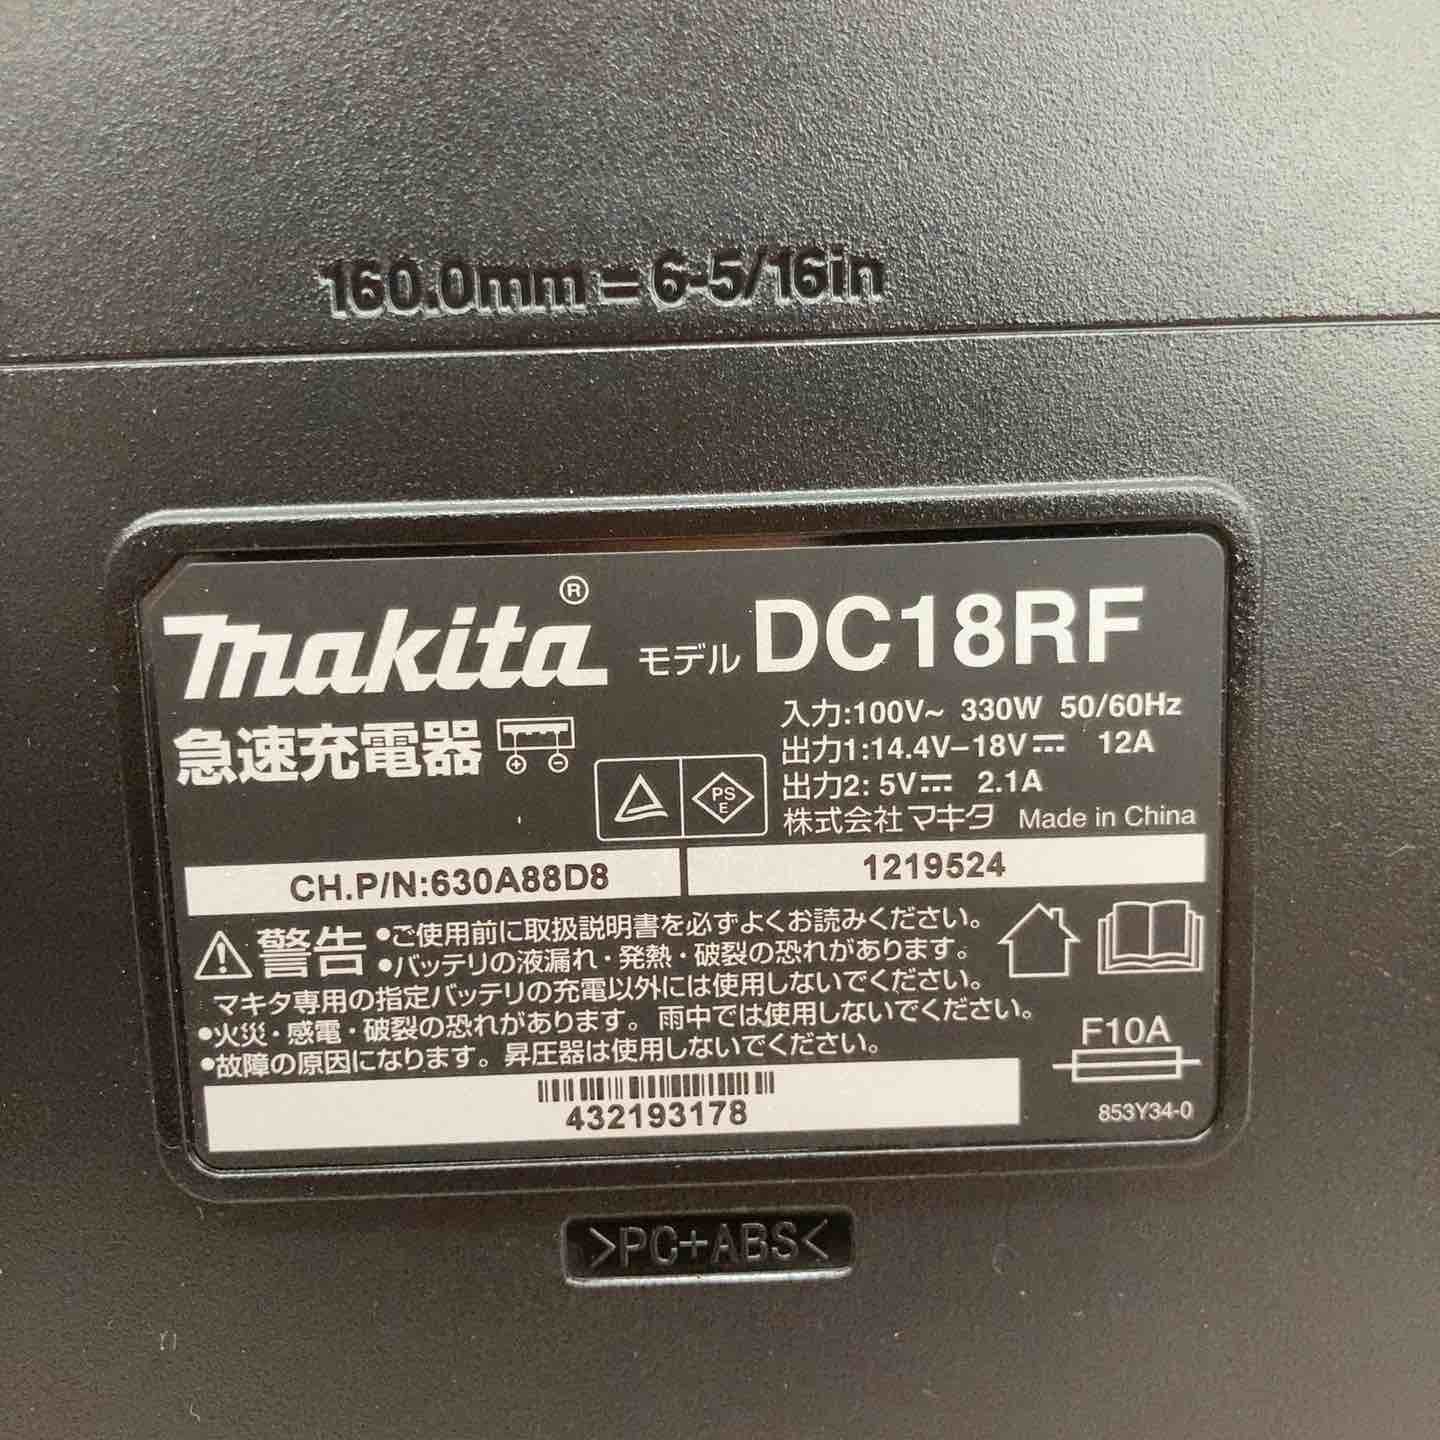 160.0mm=6-5/16in
makita®
モデル DC18RF
急速充電器
入力:100V~ 330W 50/60Hz
出力1:14.4V-18V⎓ 12A
出力2: 5V⎓ 2.1A
PS
E
株式会社マキタ Made in China
CH.P/N:630A88D8
1219524
警告 •ご使用前に取扱説明書を必ずよくお読みください。
•バッテリの液漏れ・発熱・破裂の恐れがあります。
マキタ専用の指定バッテリの充電以外には使用しないでください。
•火災・感電・破裂の恐れがあります。雨中では使用しないでください。
•故障の原因になります。昇圧器は使用しないでください。
F10A
432193178
853Y34-0
>PC+ABS<